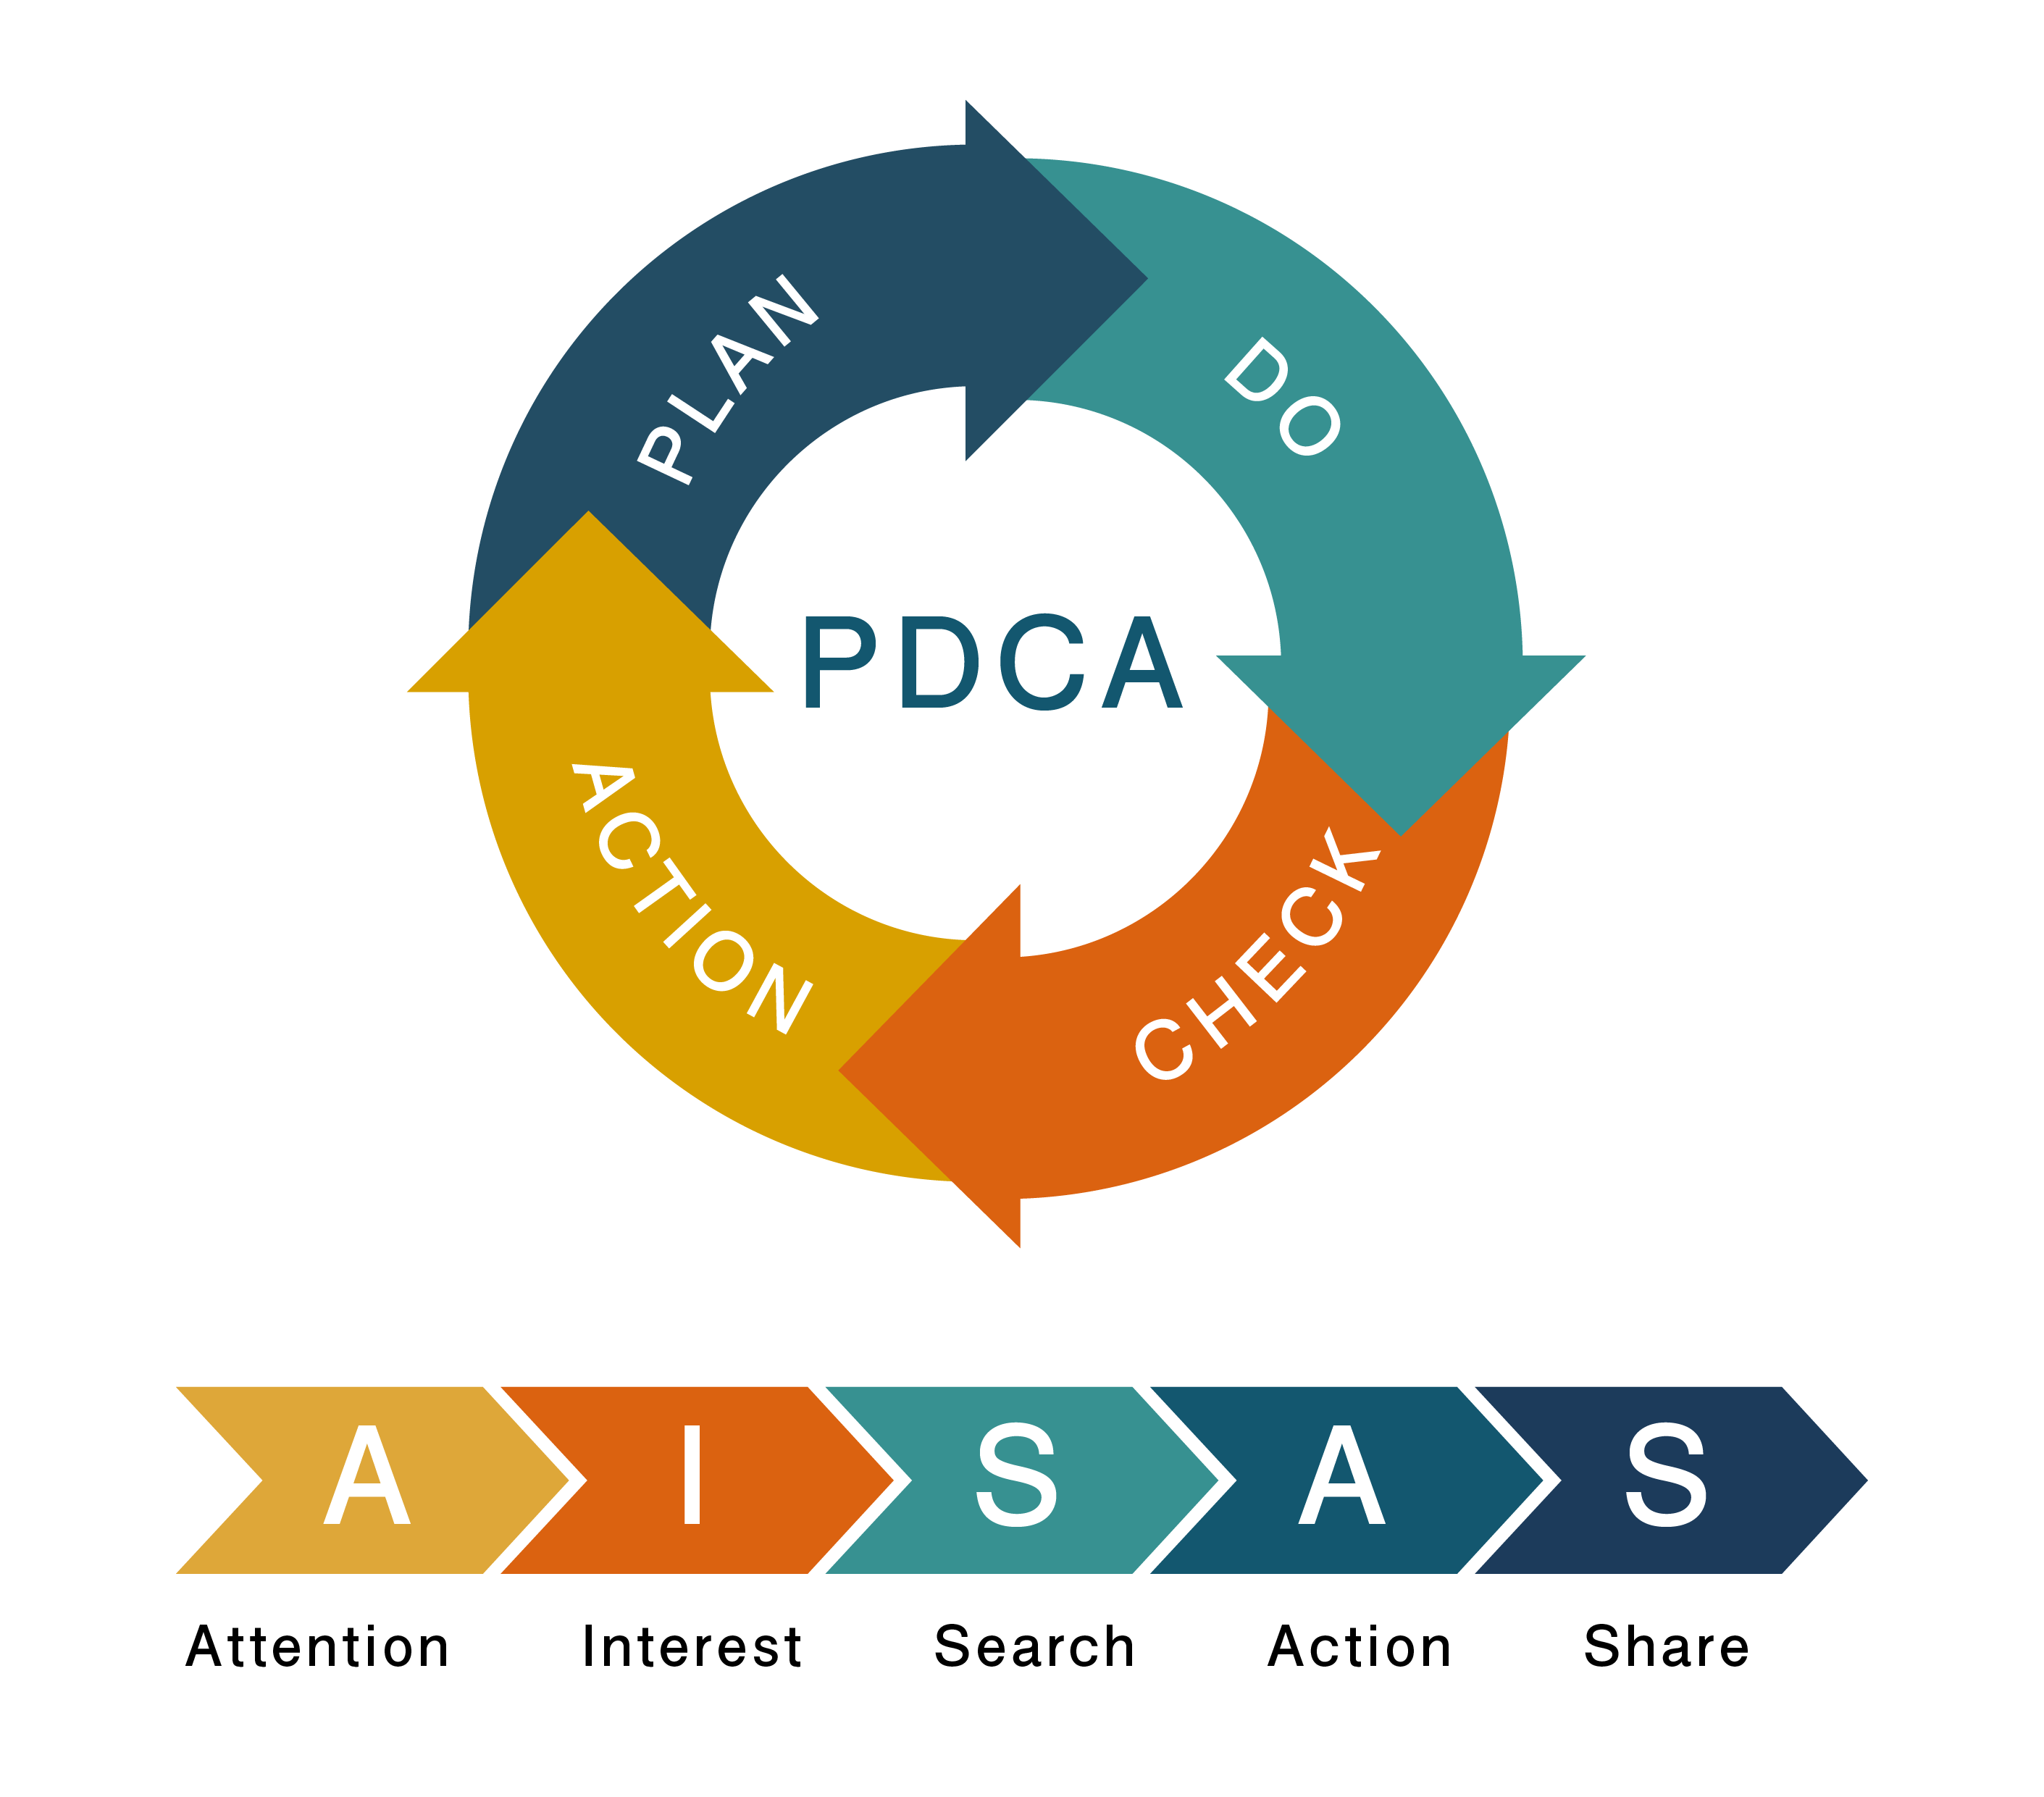 PLAN
DO
PDCA
ACTION
CHECK
A I S A S
Attention Interest Search Action Share